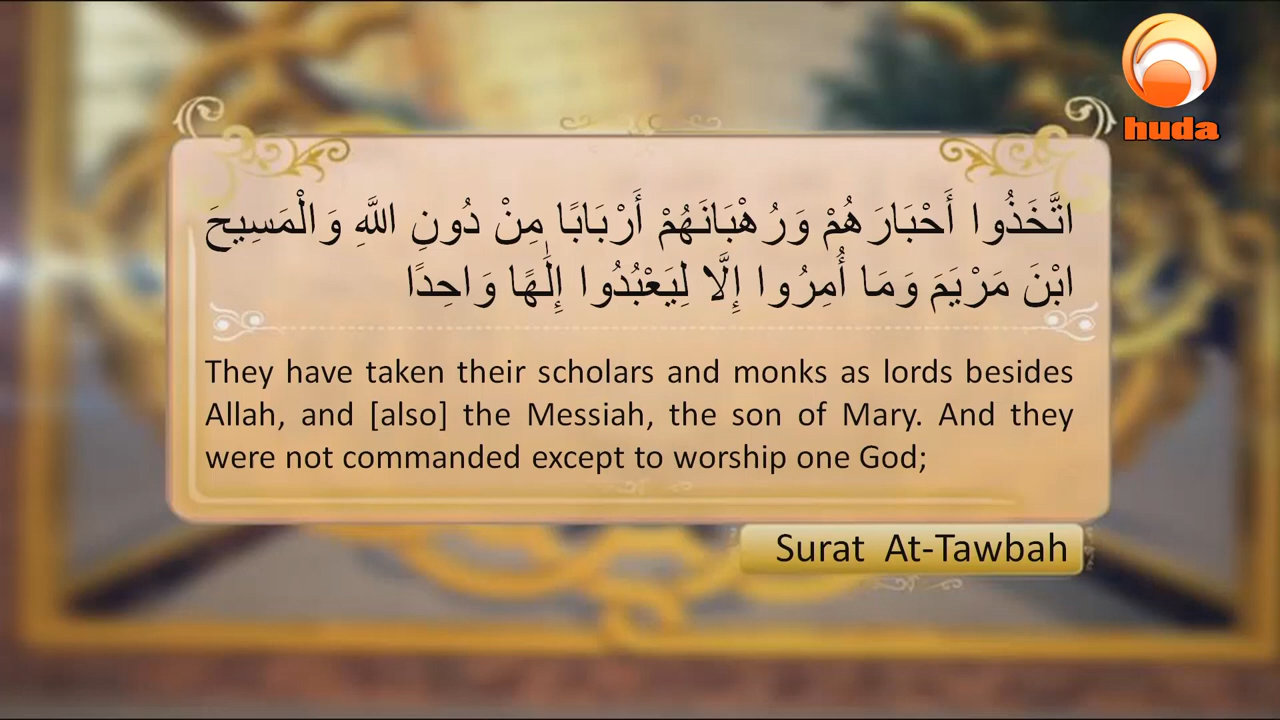 huda
اتَّخَذُوا أَحْبَارَهُمْ وَرُهْبَانَهُمْ أَرْبَابًا مِنْ دُونِ اللَّهِ وَالْمَسِيحَ
ابْنَ مَرْيَمَ وَمَا أُمِرُوا إِلَّا لِيَعْبُدُوا إِلَٰهًا وَاحِدًا
They have taken their scholars and monks as lords besides
Allah, and [also] the Messiah, the son of Mary. And they
were not commanded except to worship one God;
Surat At-Tawbah